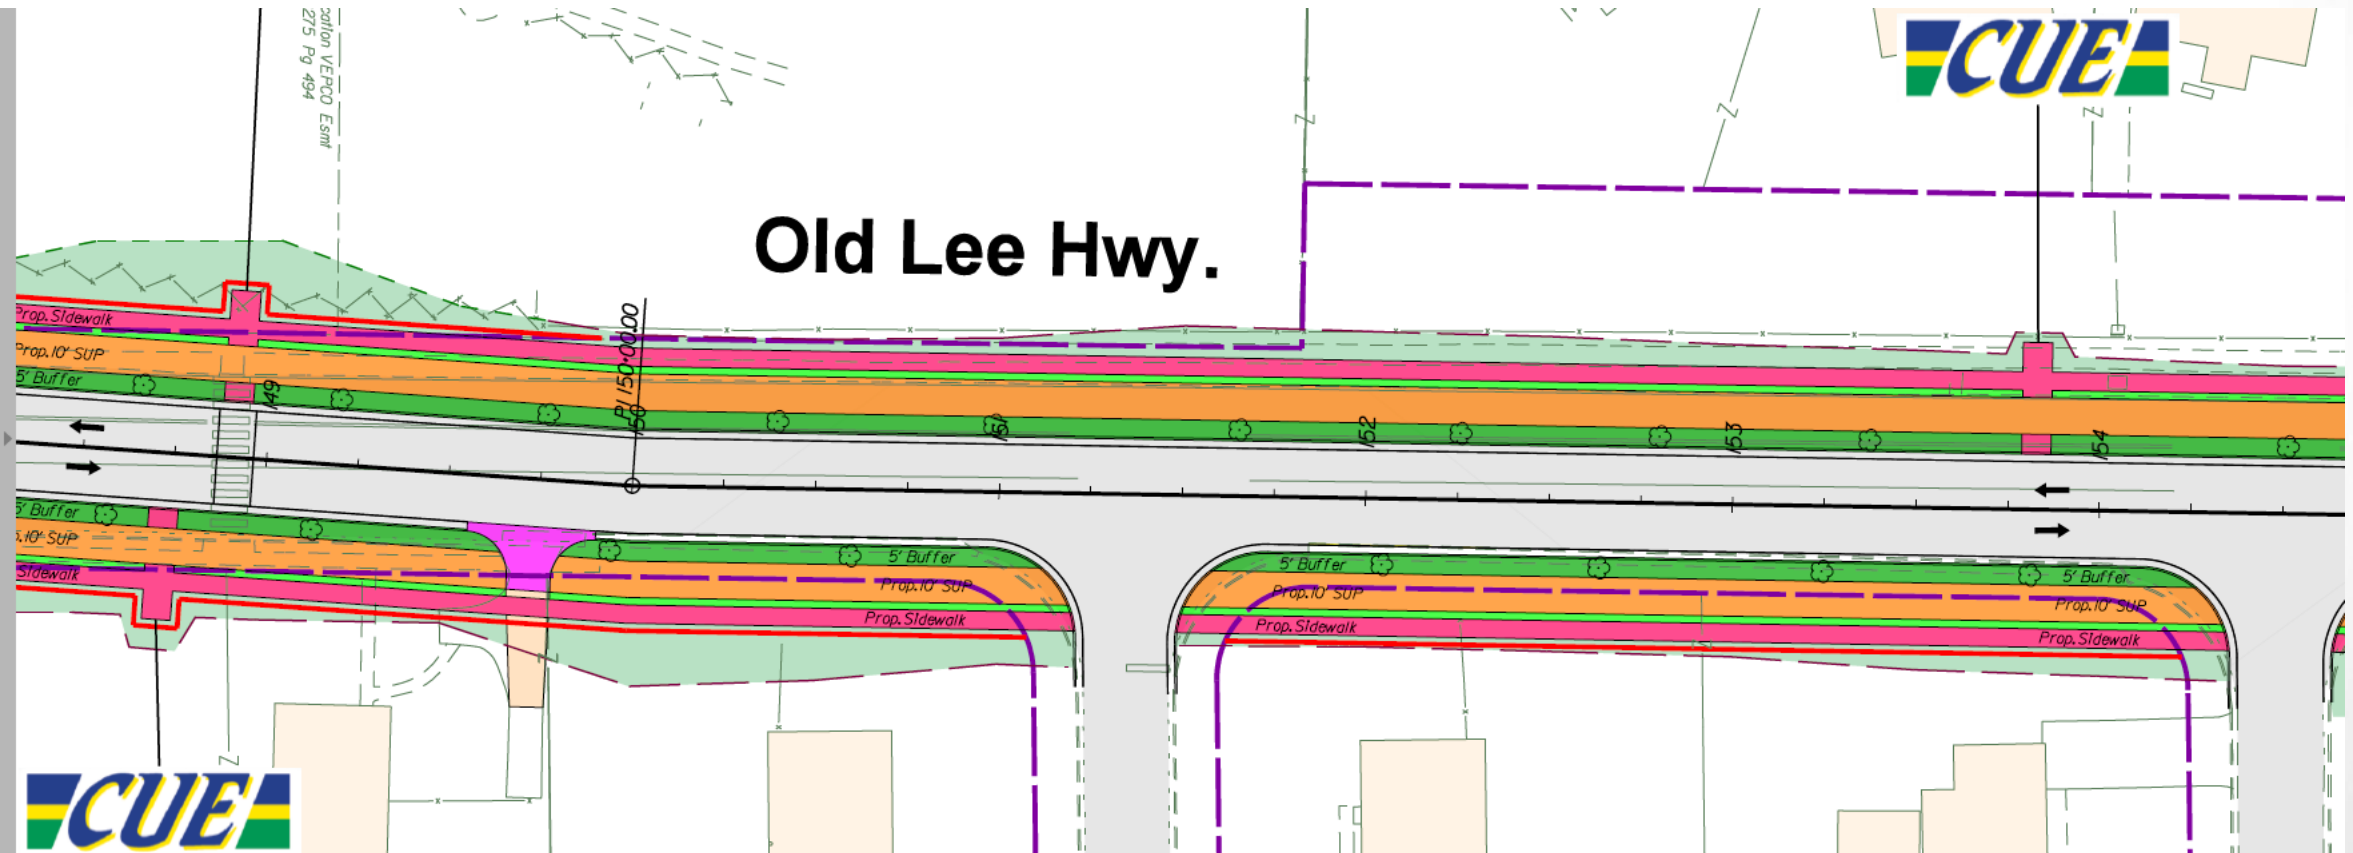 cation VEPCO Esmt
275 Pg 494
CUE
Old Lee Hwy.
Prop. Sidewalk
Prop. 10' SUP
5' Buffer
149
PI 150+00.00
150
151
152
153
154
5' Buffer
.10' SUP
Sidewalk
5' Buffer
Prop. 10' SUP
Prop. Sidewalk
5' Buffer
Prop. 10' SUP
Prop. Sidewalk
5' Buffer
Prop. 10' SUP
Prop. Sidewalk
CUE